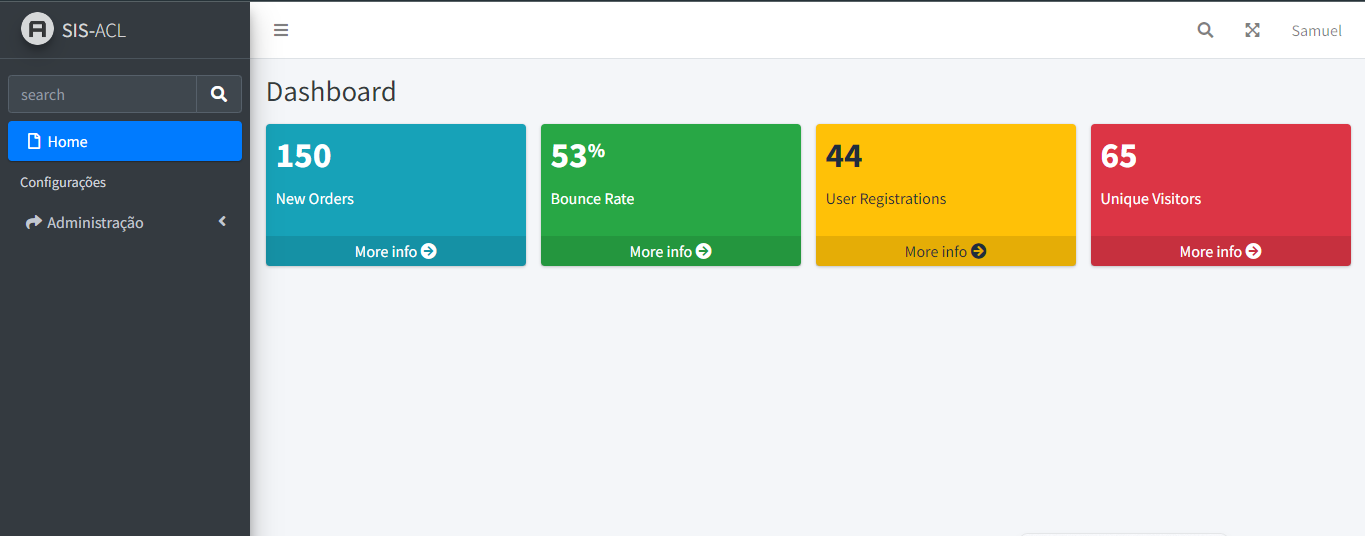 SIS-ACL
Samuel
search
Home
Configurações
Administração
Dashboard
150
New Orders
More info
53%
Bounce Rate
More info
44
User Registrations
More info
65
Unique Visitors
More info